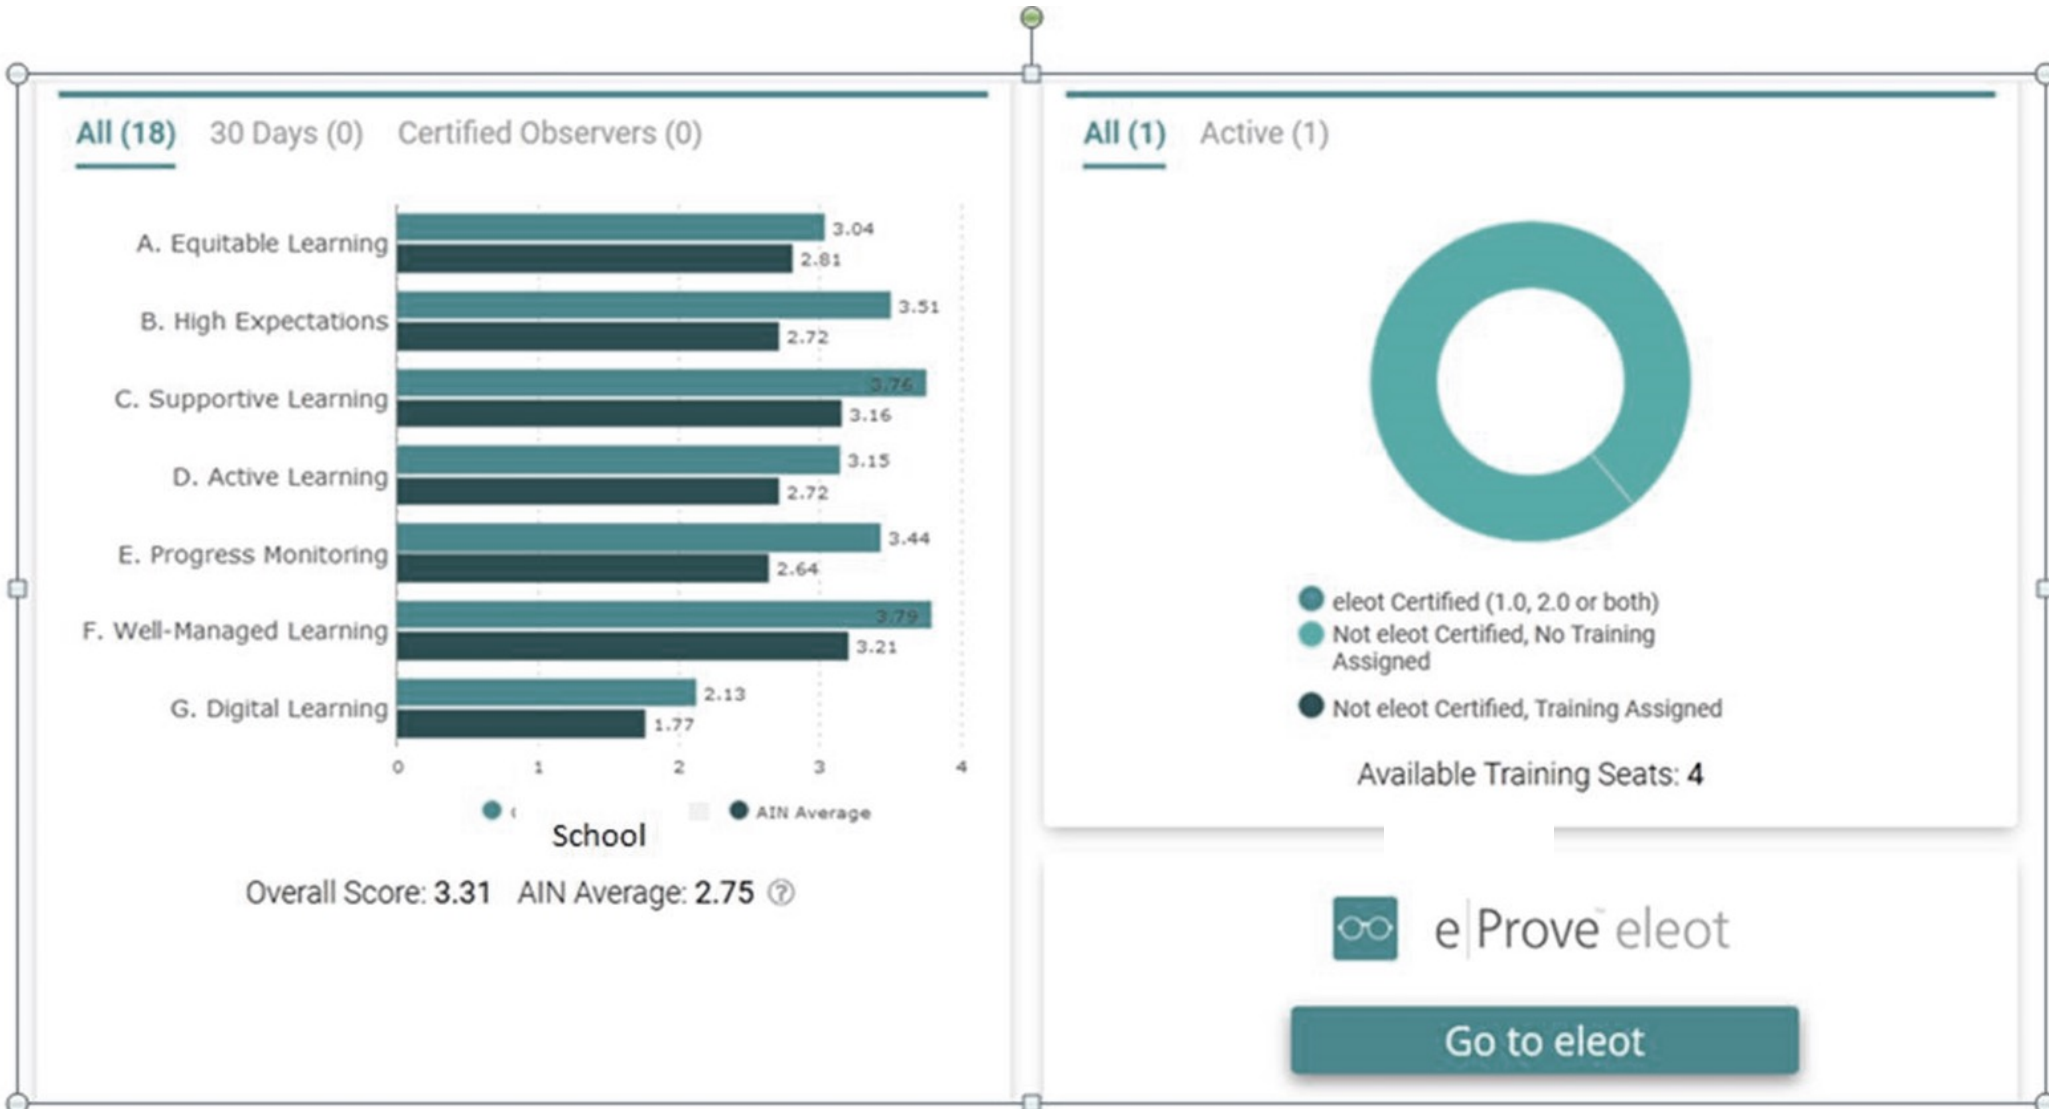 All (18) 30 Days (0) Certified Observers (0)
A. Equitable Learning 3.04
2.81
B. High Expectations 3.51
2.72
C. Supportive Learning 3.76
3.16
D. Active Learning 3.15
2.72
E. Progress Monitoring 3.44
2.64
F. Well-Managed Learning 3.79
3.21
G. Digital Learning 2.13
1.77
0 1 2 3 4
AIN Average
School
Overall Score: 3.31 AIN Average: 2.75 ?
All (1) Active (1)
eleot Certified (1.0, 2.0 or both)
Not eleot Certified, No Training
Assigned
Not eleot Certified, Training Assigned
Available Training Seats: 4
e Prove™ eleot
Go to eleot